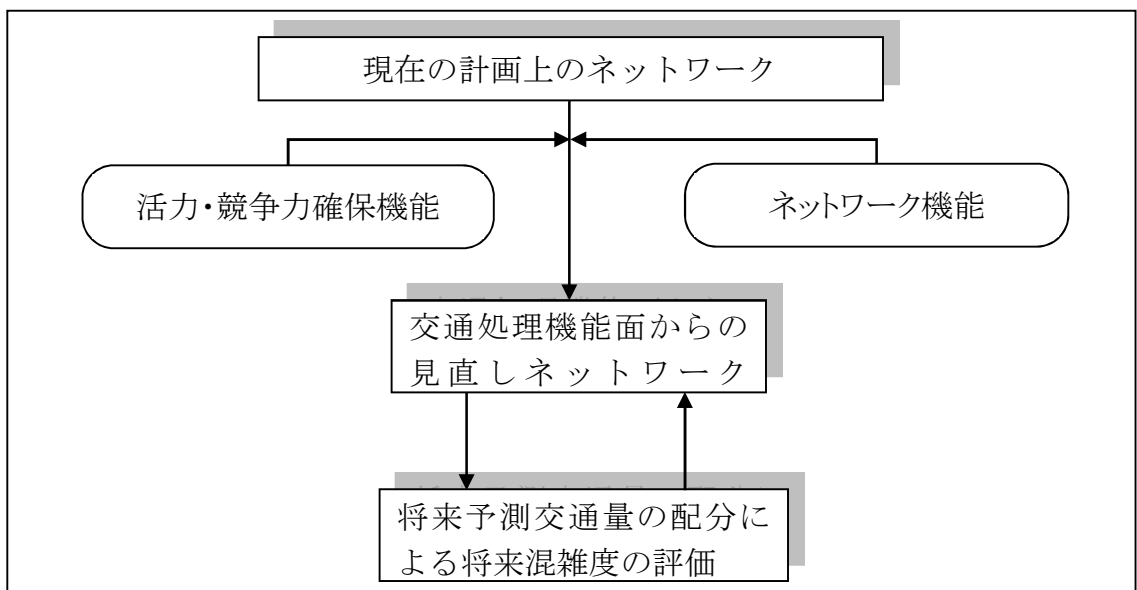 現在の計画上のネットワーク
活力・競争力確保機能
ネットワーク機能
交通処理機能面からの
見直しネットワーク
将来予測交通量の配分に
よる将来混雑度の評価